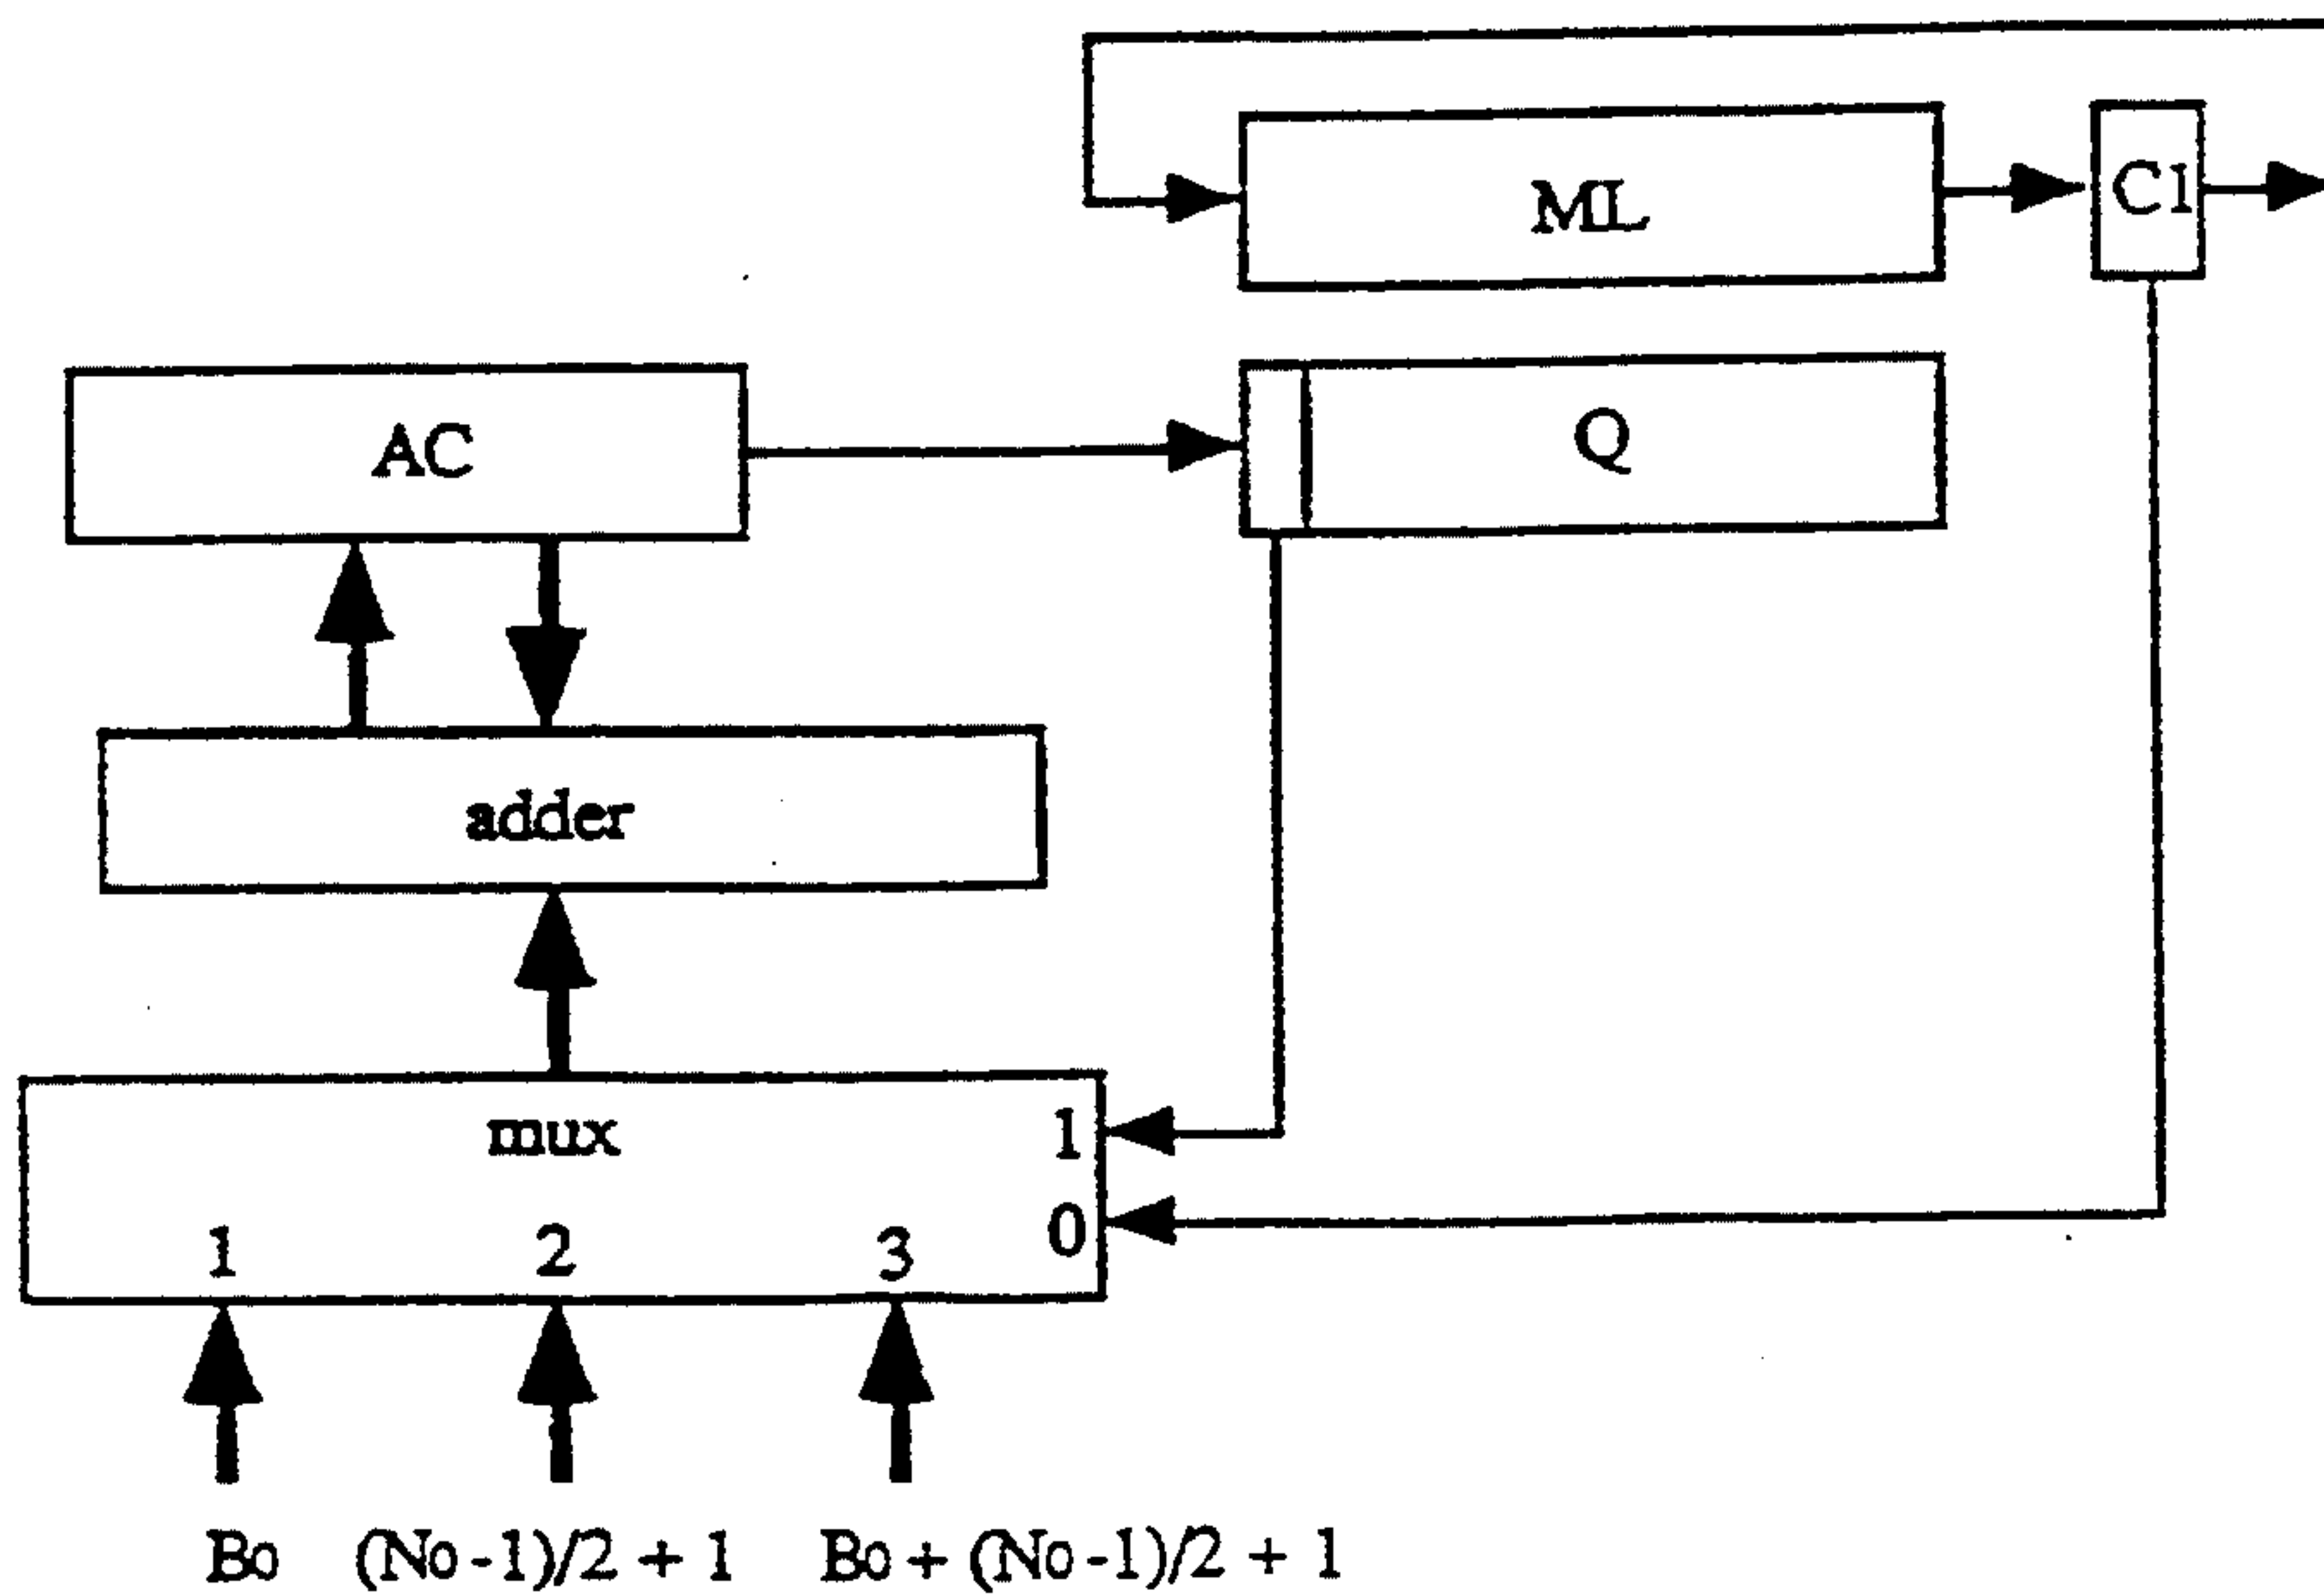 ML
C1
AC
Q
adder
mux
1
0
1 2 3
Bo (No-1)/2 + 1 Bo + (No-1)/2 + 1